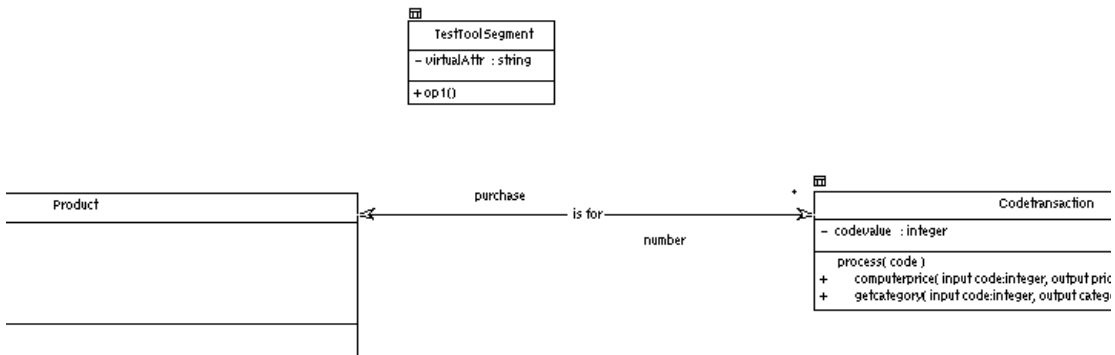 TestToolSegment
- virtualAttr : string
+ op1()
Product
purchase
is for
number
*
Codetransaction
- codevalue : integer
process( code )
+ computerprice( input code:integer, output pric
+ getcategory( input code:integer, output catego